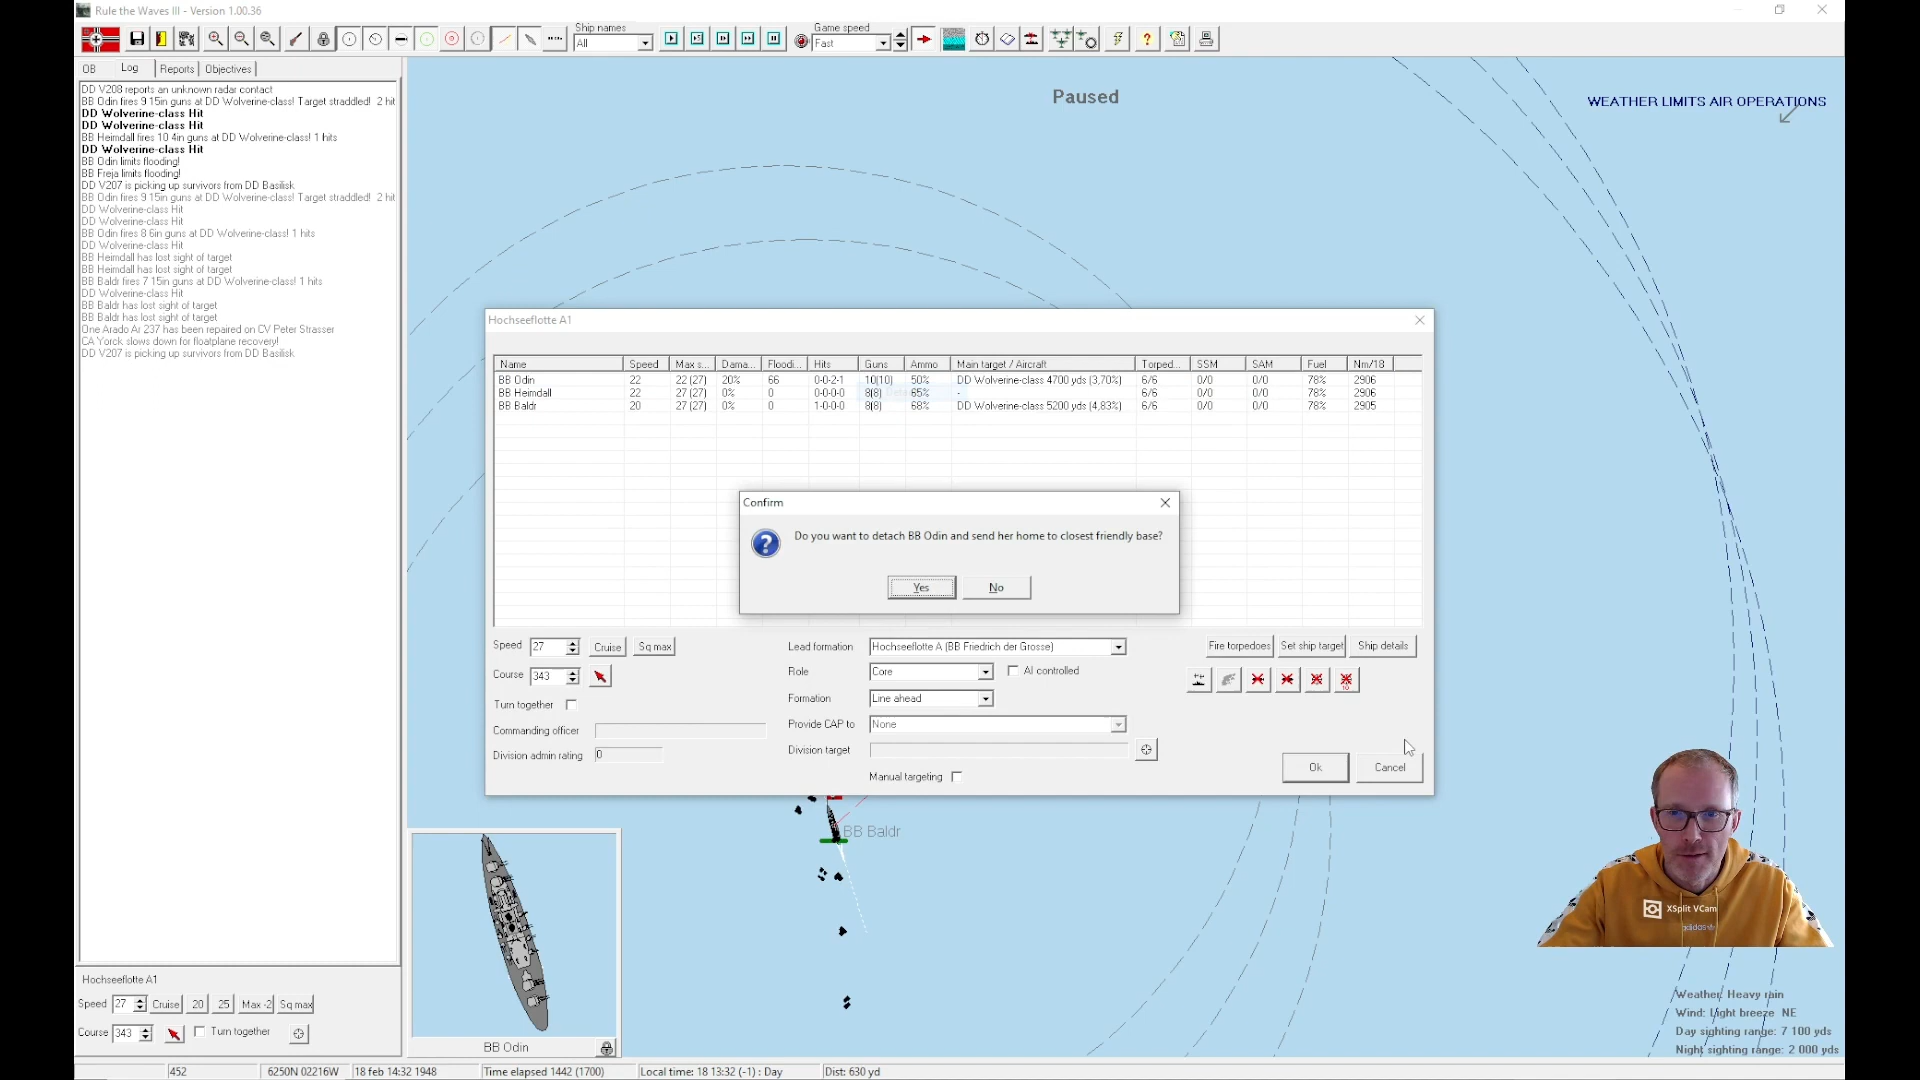 Rule the Waves III - Version 1.00.36
Ship names
All
Game speed
Fast
OB Log Reports Objectives
DD V208 reports an unknown radar contact
BB Odin fires 9 15in guns at DD Wolverine-class! Target straddled! 2 hit
DD Wolverine-class Hit
DD Wolverine-class Hit
BB Heimdall fires 10 4in guns at DD Wolverine-class! 1 hits
DD Wolverine-class Hit
BB Odin limits flooding!
BB Freja limits flooding!
DD V207 is picking up survivors from DD Basilisk
BB Odin fires 9 15in guns at DD Wolverine-class! Target straddled! 2 hit
DD Wolverine-class Hit
DD Wolverine-class Hit
BB Odin fires 8 6in guns at DD Wolverine-class! 1 hits
DD Wolverine-class Hit
BB Heimdall has lost sight of target
BB Heimdall has lost sight of target
BB Baldr fires 7 15in guns at DD Wolverine-class! 1 hits
DD Wolverine-class Hit
BB Baldr has lost sight of target
BB Baldr has lost sight of target
One Arado Ar 237 has been repaired on CV Peter Strasser
CA Yorck slows down for floatplane recovery!
DD V207 is picking up survivors from DD Basilisk
Paused
WEATHER LIMITS AIR OPERATIONS
Hochseeflotte A1
Name Speed Max s... Dama... Floodi... Hits Guns Ammo Main target / Aircraft Torped... SSM SAM Fuel Nm/18
BB Odin 22 22 (27) 20% 66 0-0-2-1 10(10) 50% DD Wolverine-class 4700 yds (3,70%) 6/6 0/0 0/0 78% 2906
BB Heimdall 22 27 (27) 0% 0 0-0-0-0 8(8) 65% - 6/6 0/0 0/0 78% 2906
BB Baldr 20 27 (27) 0% 0 1-0-0-0 8(8) 68% DD Wolverine-class 5200 yds (4,83%) 6/6 0/0 0/0 78% 2905
Confirm
Do you want to detach BB Odin and send her home to closest friendly base?
Yes No
Speed 27 Cruise Sq max
Course 343
Turn together
Commanding officer
Division admin rating 0
Lead formation Hochseeflotte A (BB Friedrich der Grosse)
Role Core AI controlled
Formation Line ahead
Provide CAP to None
Division target
Manual targeting
Fire torpedoes Set ship target Ship details
10
Ok Cancel
BB Baldr
XSplit VCam
adidas
Hochseeflotte A1
Speed 27 Cruise 20 25 Max -2 Sq max
Course 343 Turn together
BB Odin
Weather: Heavy rain
Wind: Light breeze NE
Day sighting range: 7 100 yds
Night sighting range: 2 000 yds
452 6250N 02216W 18 feb 14:32 1948 Time elapsed 1442 (1700) Local time: 18 13:32 (-1) : Day Dist: 630 yd